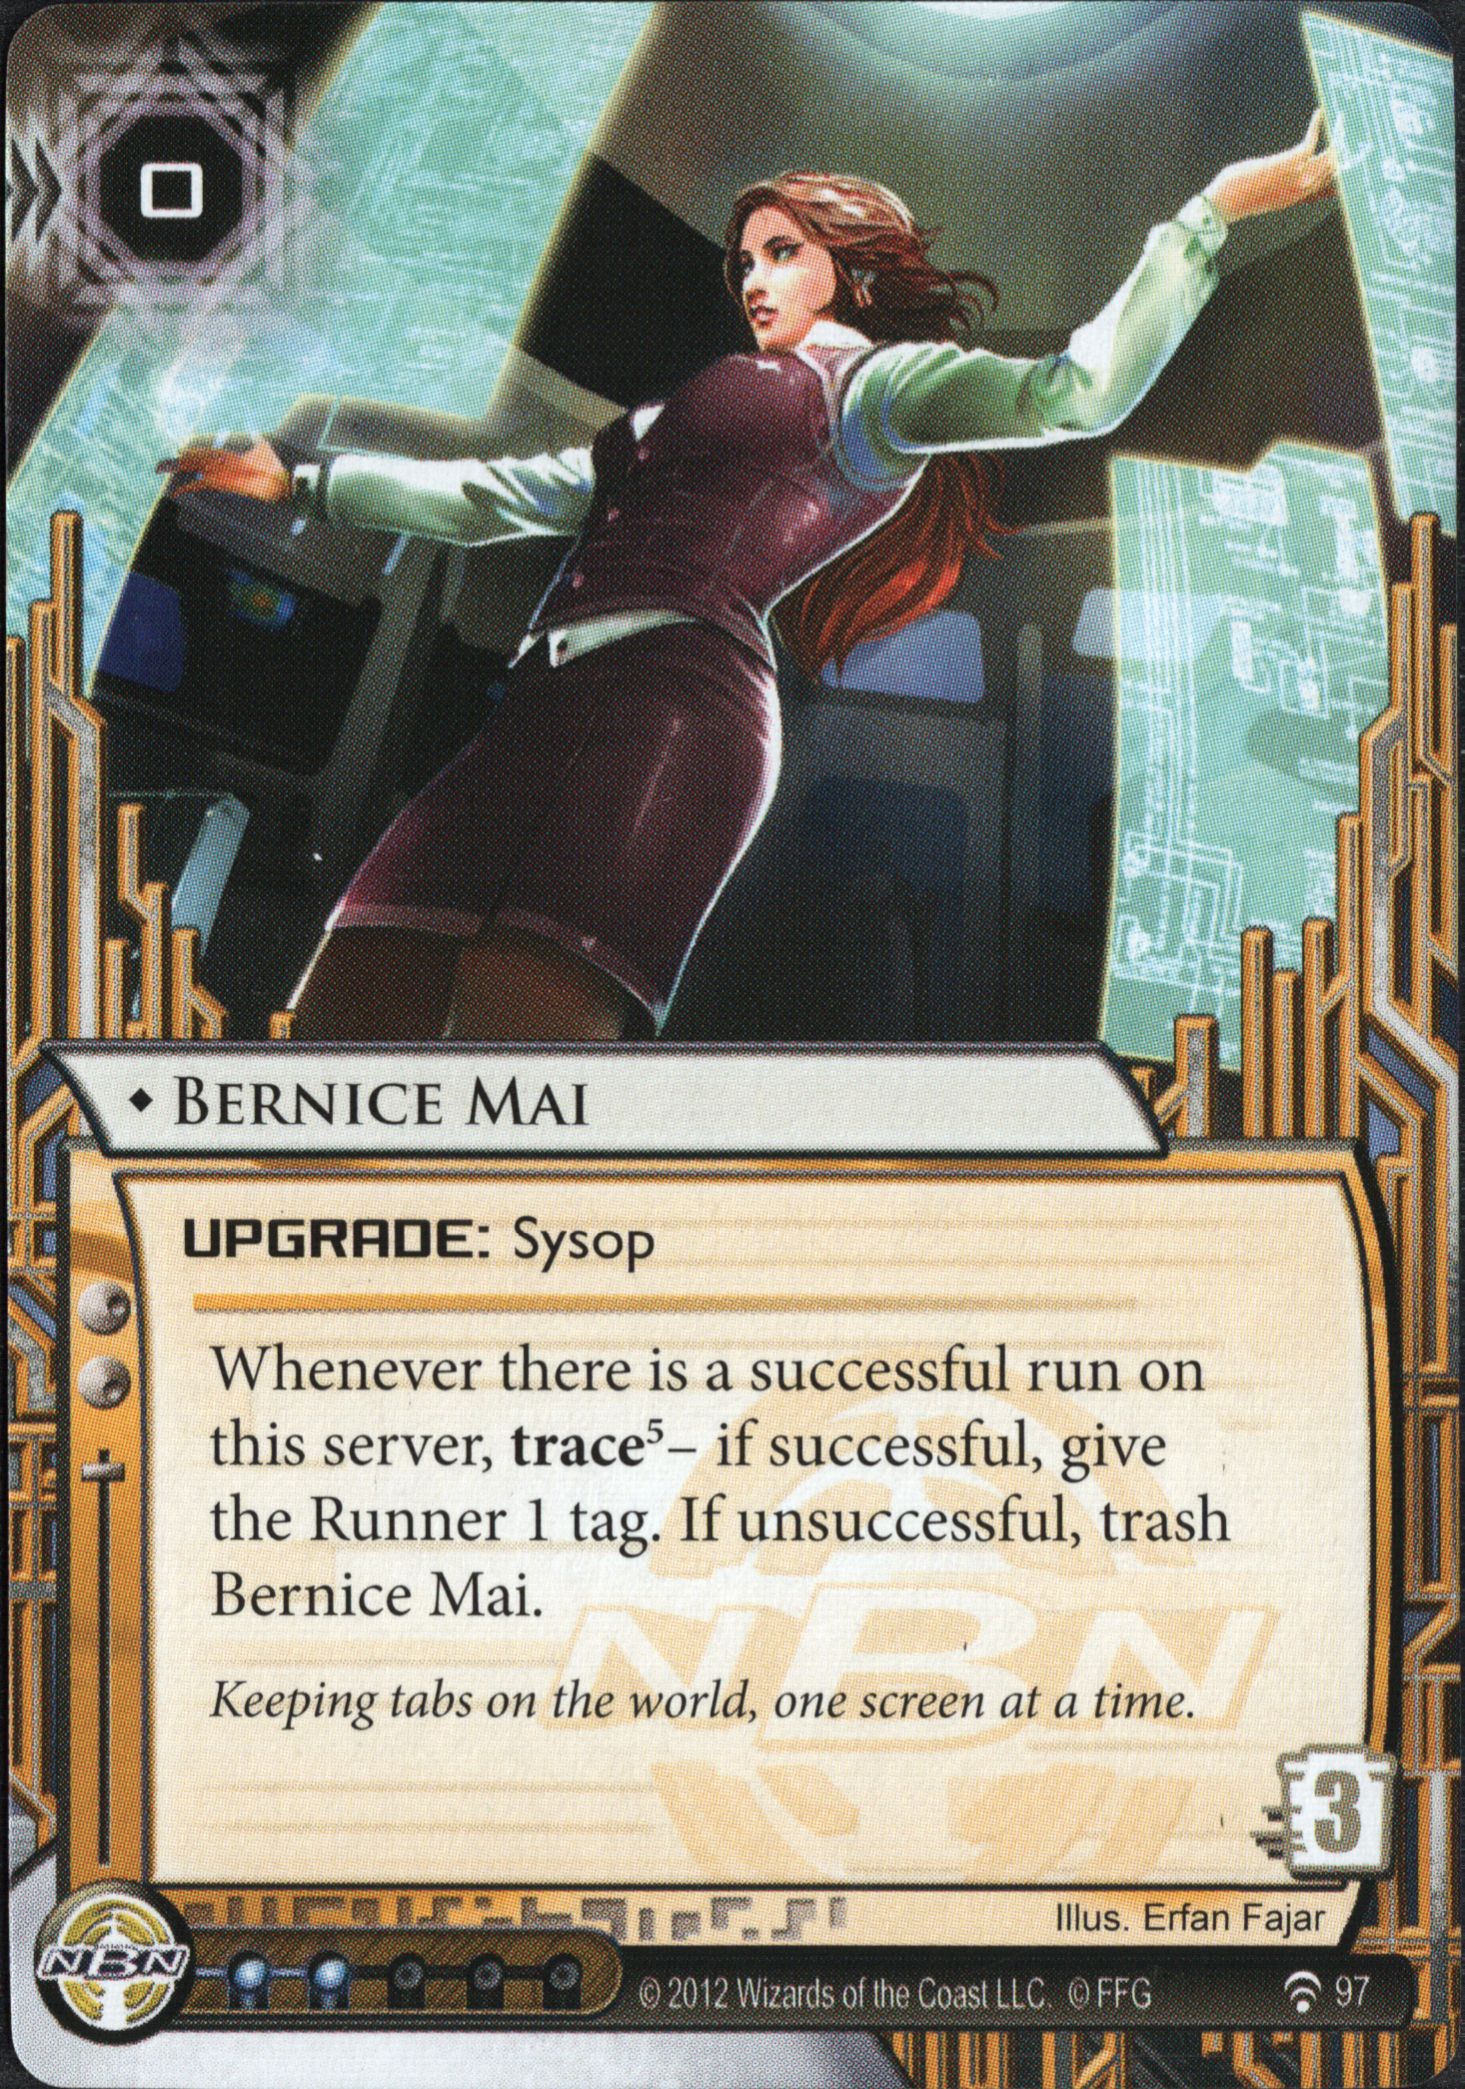 0
◆ BERNICE MAI
UPGRADE: Sysop
Whenever there is a successful run on
this server, trace⁵– if successful, give
the Runner 1 tag. If unsuccessful, trash
Bernice Mai.
Keeping tabs on the world, one screen at a time.
NBN
3
Illus. Erfan Fajar
NBN
© 2012 Wizards of the Coast LLC. © FFG
97